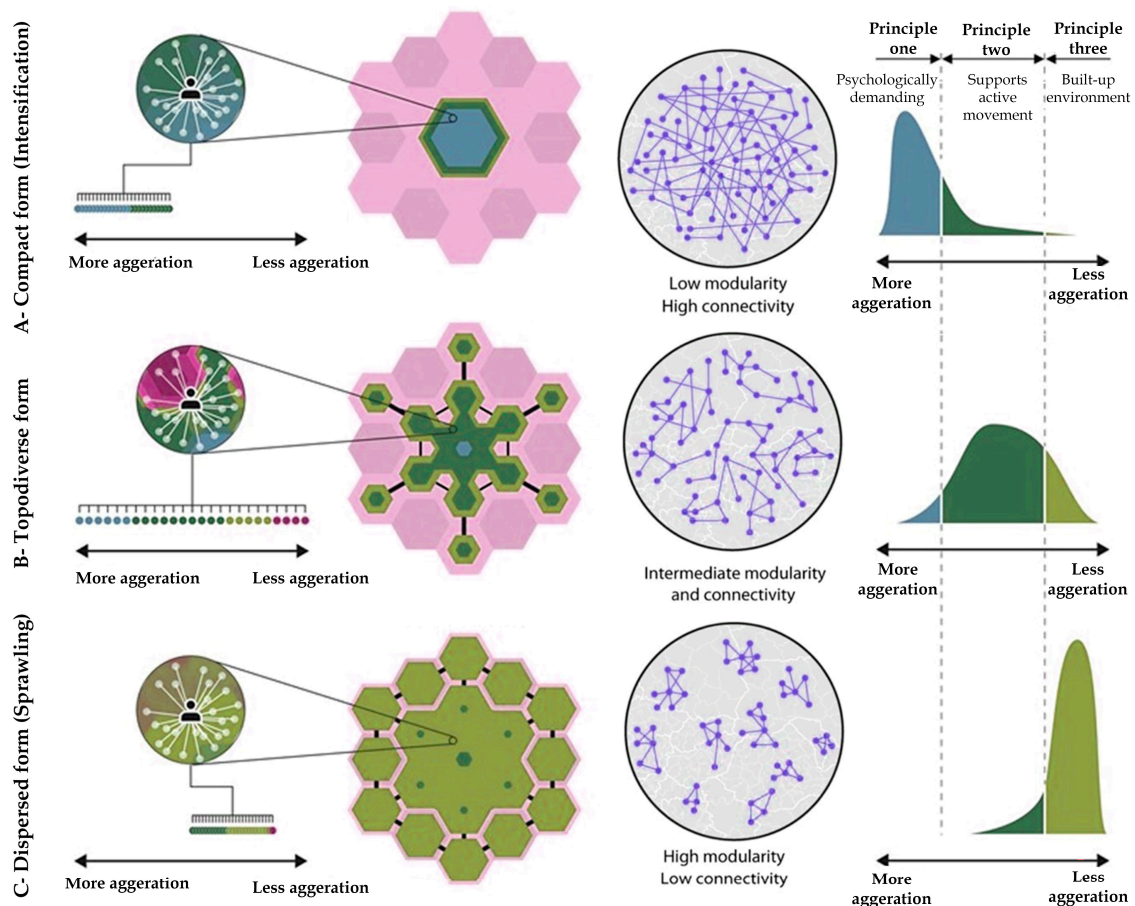 A- Compact form (Intensifisification)
More aggeration
Less aggeration
Low modularity
High connectivity
Principle
one
Principle
two
Principle
three
Psychologically
demanding
Supports
active
movement
Built-up
environment
More
aggeration
Less
aggeration
B- Topodiverse form
More aggeration
Less aggeration
Intermediate modularity
and connectivity
More
aggeration
Less
aggeration
C- Dispersed form (Sprawling)
More aggeration
Less aggeration
High modularity
Low connectivity
More
aggeration
Less
aggeration